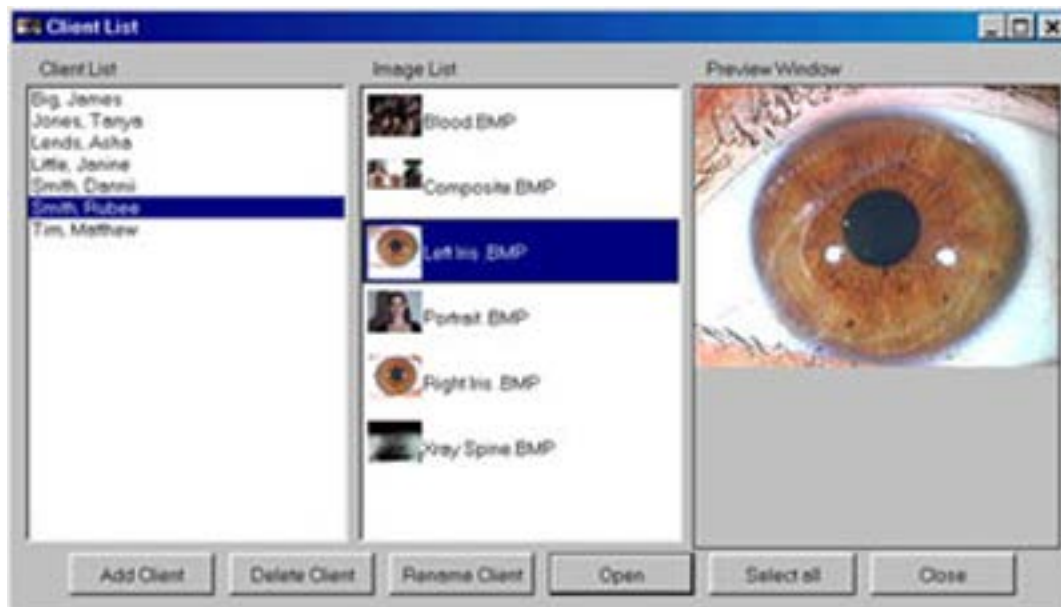 Client List
Client List
Image List
Preview Window
Big, James
Jones, Tanya
Lends, Asha
Little, Janine
Smith, Dannii
Smith, Rubee
Tim, Matthew
Blood.BMP
Composite.BMP
Left Iris .BMP
Portrait .BMP
Right Iris .BMP
Xray Spine.BMP
Add Client
Delete Client
Rename Client
Open
Select all
Close